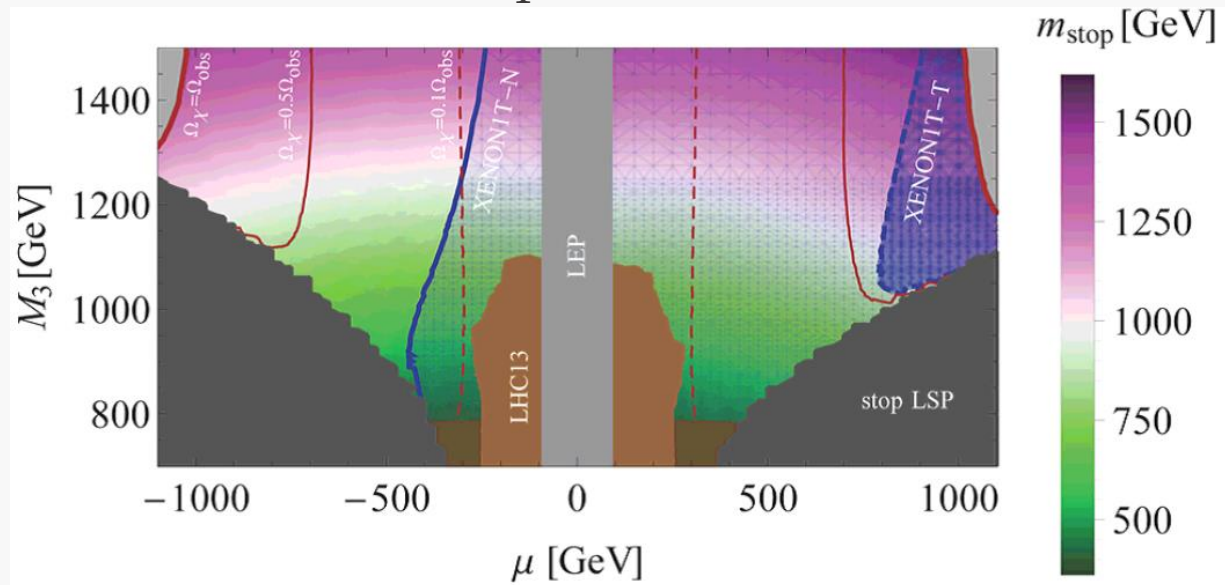 m_stop [GeV]
Ω_χ=Ω_obs
Ω_χ=0.5Ω_obs
Ω_χ=0.1Ω_obs
XENON1T-N
LEP
XENON1T-T
LHC13
stop LSP
M_3 [GeV]
1400
1200
1000
800
−1000
−500
0
500
1000
μ [GeV]
1500
1250
1000
750
500